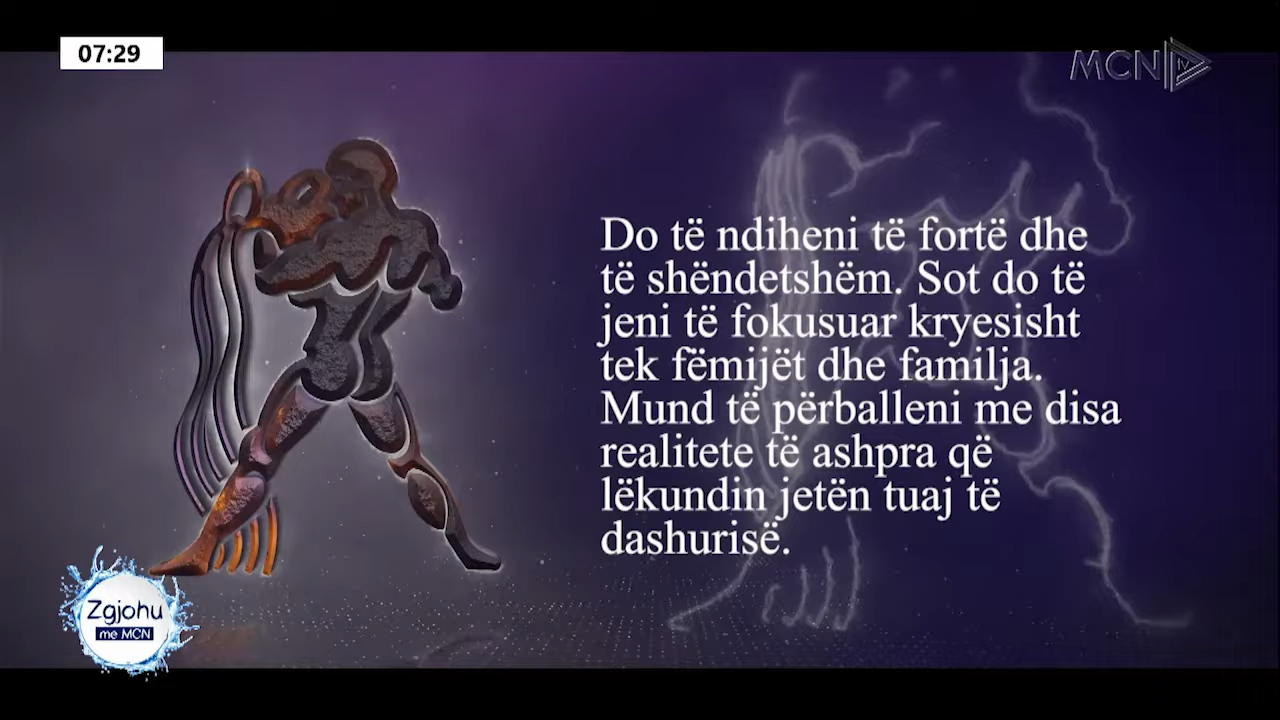 07:29
MCN TV
Do të ndiheni të fortë dhe
të shëndetshëm. Sot do të
jeni të fokusuar kryesisht
tek fëmijët dhe familja.
Mund të përballeni me disa
realitete të ashpra që
lëkundin jetën tuaj të
dashurisë.
Zgjohu
me MCN